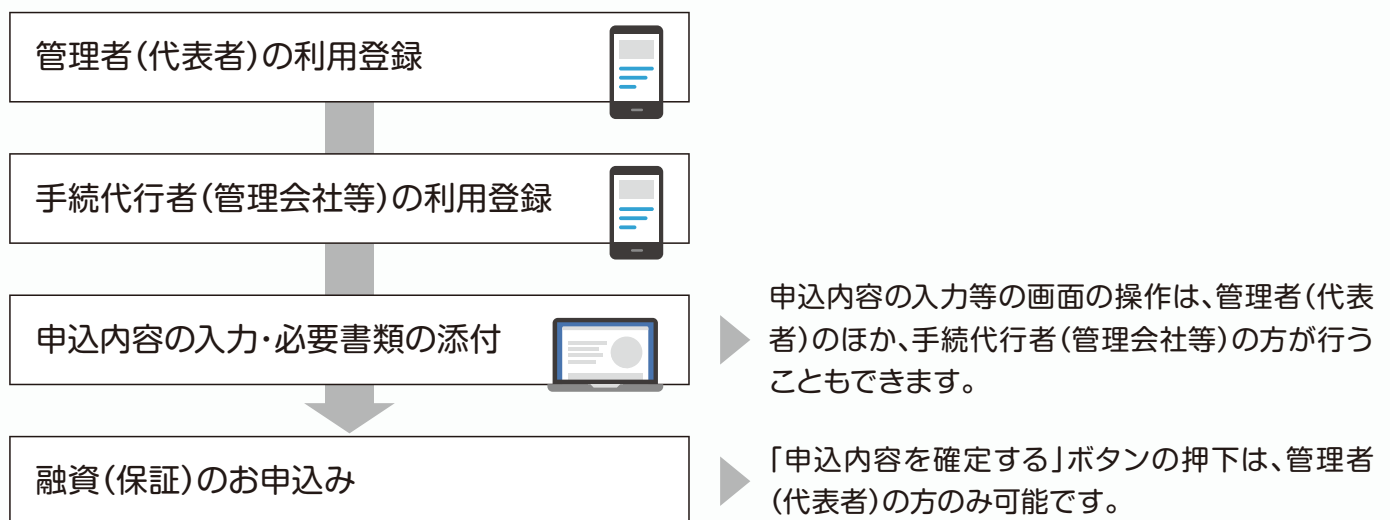 管理者(代表者)の利用登録
手続代行者(管理会社等)の利用登録
申込内容の入力・必要書類の添付
申込内容の入力等の画面の操作は、管理者(代表
者)のほか、手続代行者(管理会社等)の方が行う
こともできます。
融資(保証)のお申込み
「申込内容を確定する」ボタンの押下は、管理者
(代表者)の方のみ可能です。